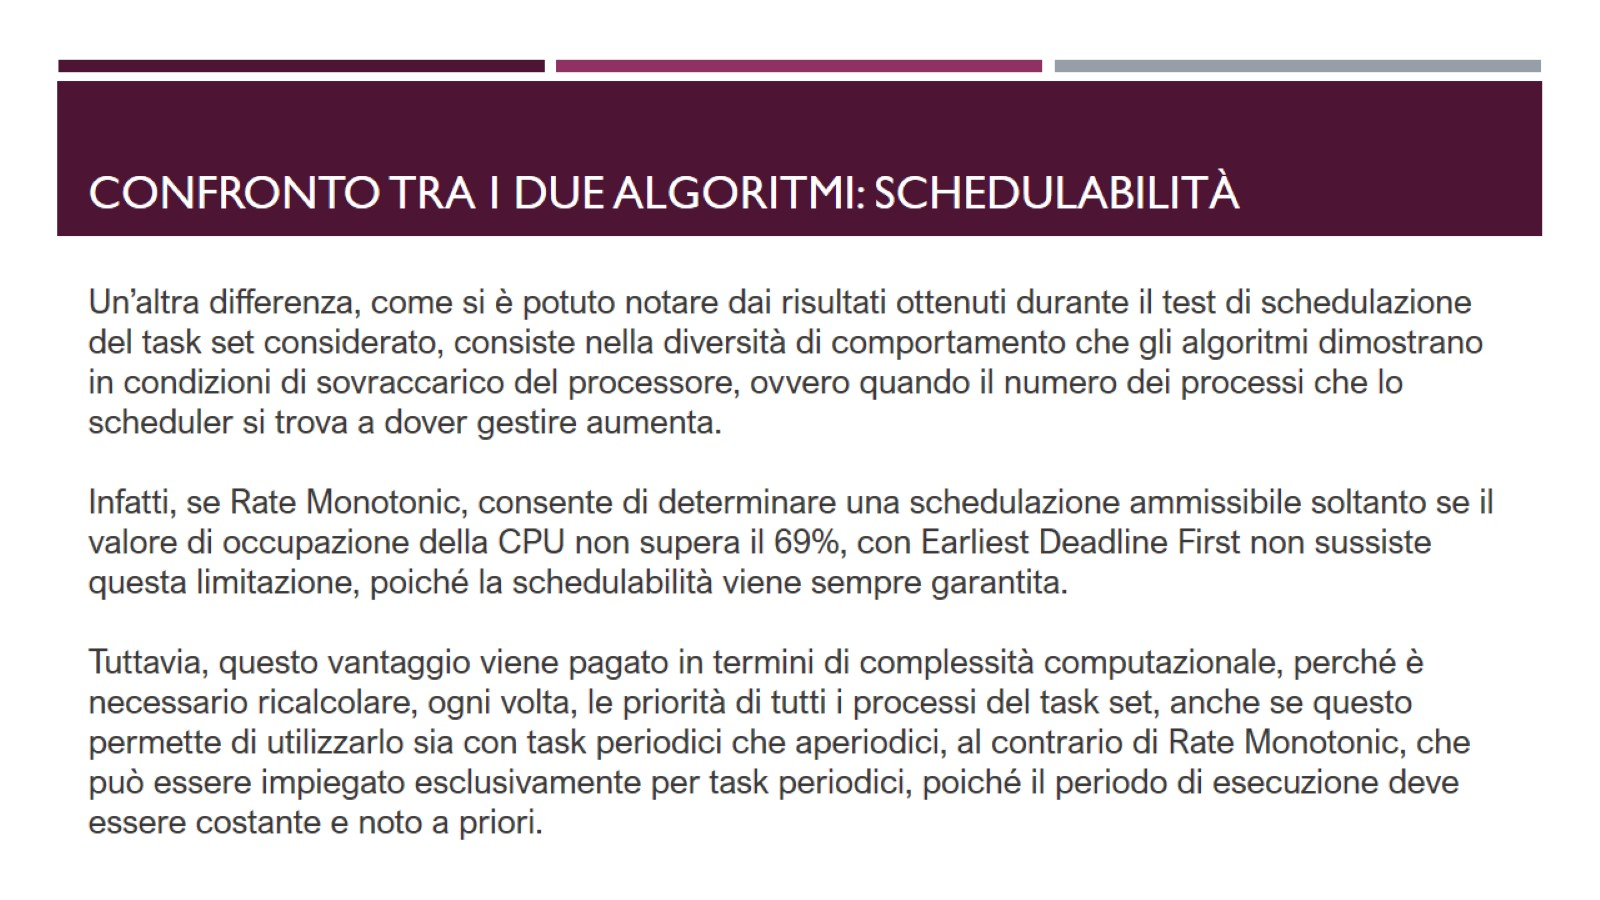 CONFRONTO TRA I DUE ALGORITMI: SCHEDULABILITÀ
Un’altra differenza, come si è potuto notare dai risultati ottenuti durante il test di schedulazione
del task set considerato, consiste nella diversità di comportamento che gli algoritmi dimostrano
in condizioni di sovraccarico del processore, ovvero quando il numero dei processi che lo
scheduler si trova a dover gestire aumenta.
Infatti, se Rate Monotonic, consente di determinare una schedulazione ammissibile soltanto se il
valore di occupazione della CPU non supera il 69%, con Earliest Deadline First non sussiste
questa limitazione, poiché la schedulabilità viene sempre garantita.
Tuttavia, questo vantaggio viene pagato in termini di complessità computazionale, perché è
necessario ricalcolare, ogni volta, le priorità di tutti i processi del task set, anche se questo
permette di utilizzarlo sia con task periodici che aperiodici, al contrario di Rate Monotonic, che
può essere impiegato esclusivamente per task periodici, poiché il periodo di esecuzione deve
essere costante e noto a priori.